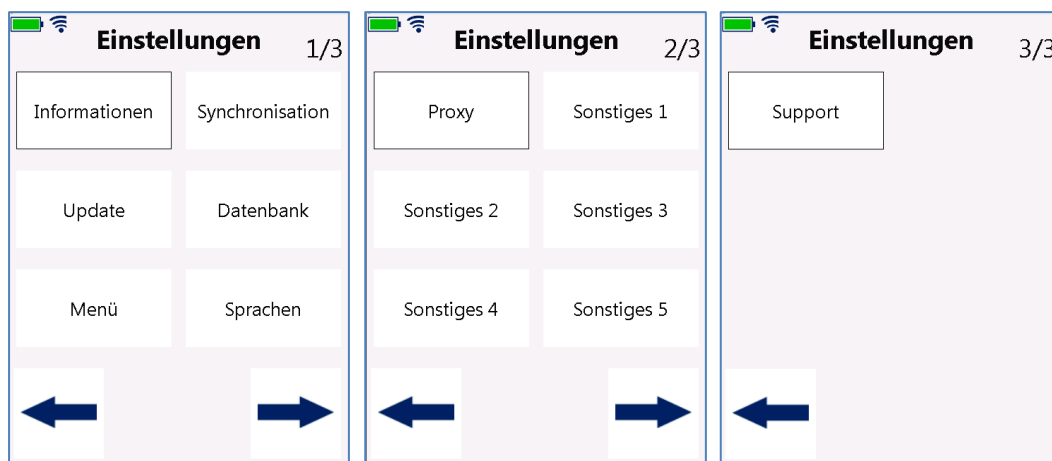 Einstellungen 1/3
Informationen Synchronisation
Update Datenbank
Menü Sprachen
Einstellungen 2/3
Proxy Sonstiges 1
Sonstiges 2 Sonstiges 3
Sonstiges 4 Sonstiges 5
Einstellungen 3/3
Support